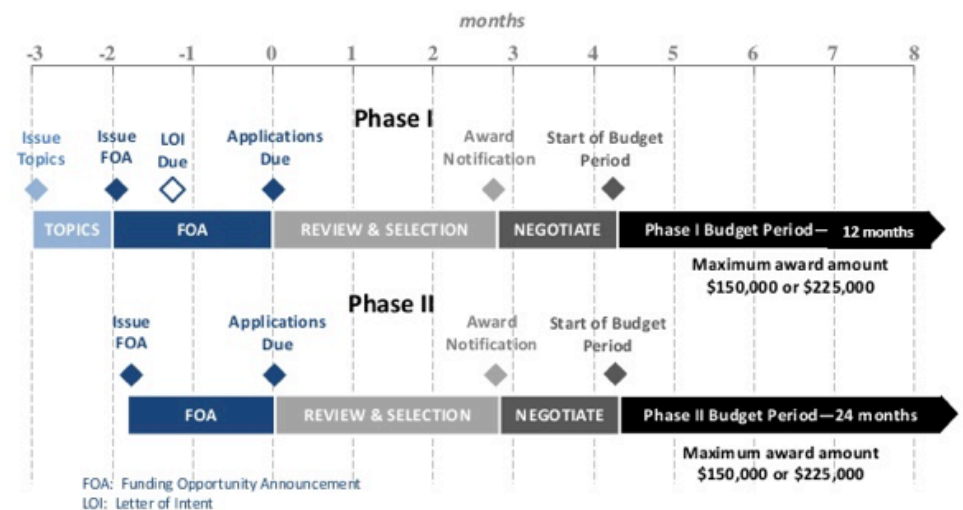 months
-3 -2 -1 0 1 2 3 4 5 6 7 8
Phase I
Issue Topics
Issue FOA
LOI Due
Applications Due
Award Notification
Start of Budget Period
TOPICS FOA REVIEW & SELECTION NEGOTIATE Phase I Budget Period— 12 months
Maximum award amount
$150,000 or $225,000
Phase II
Issue FOA
Applications Due
Award Notification
Start of Budget Period
FOA REVIEW & SELECTION NEGOTIATE Phase II Budget Period—24 months
Maximum award amount
$150,000 or $225,000
FOA: Funding Opportunity Announcement
LOI: Letter of Intent